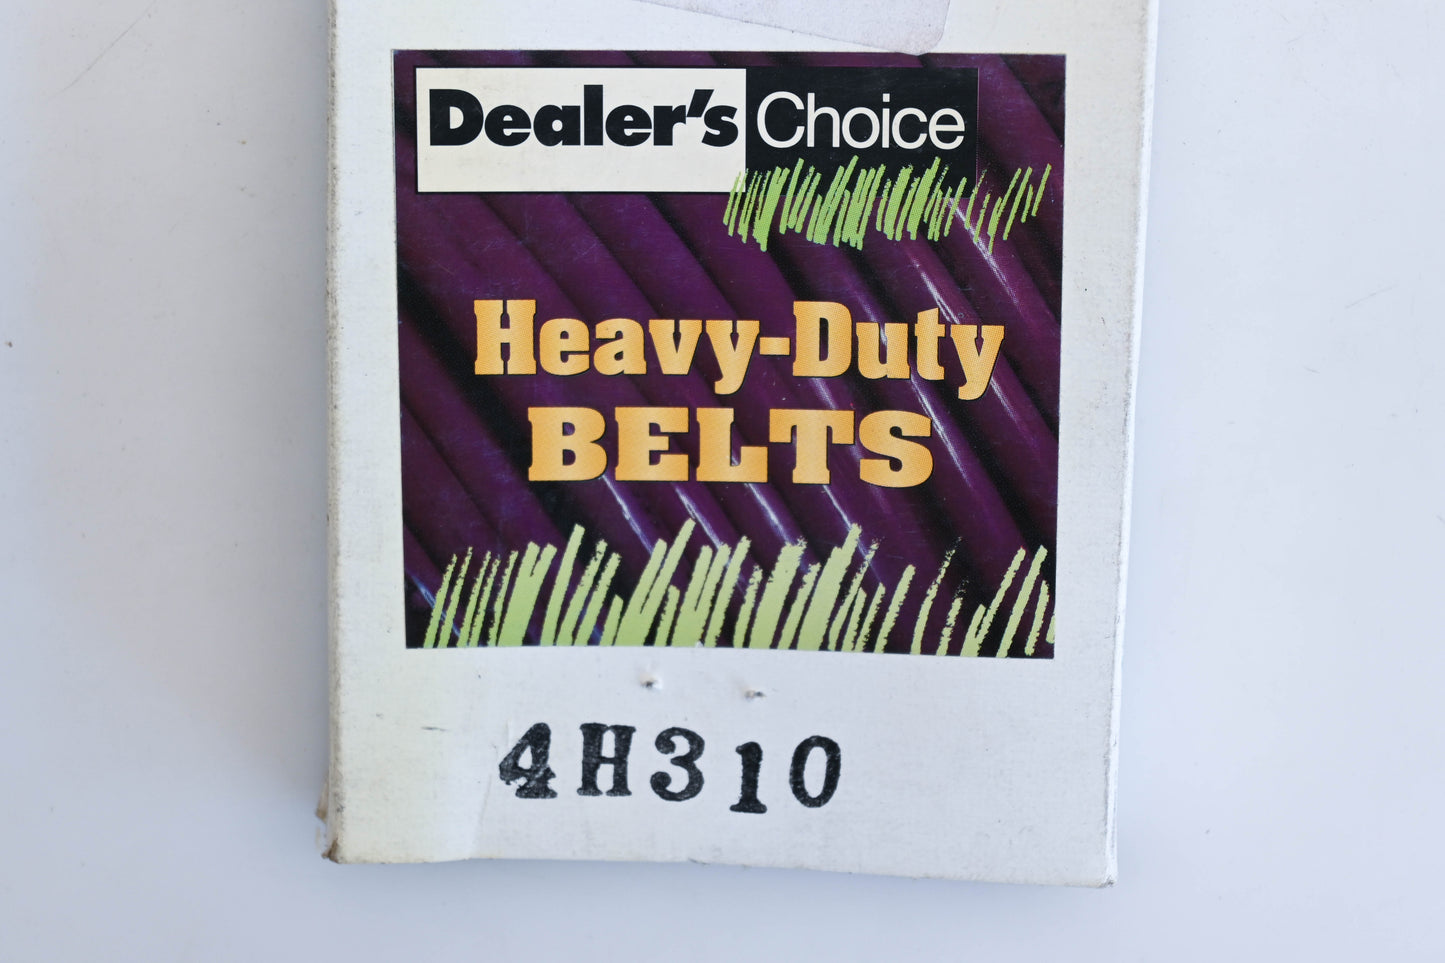 Dealer's Choice
Heavy-Duty
BELTS
4H310